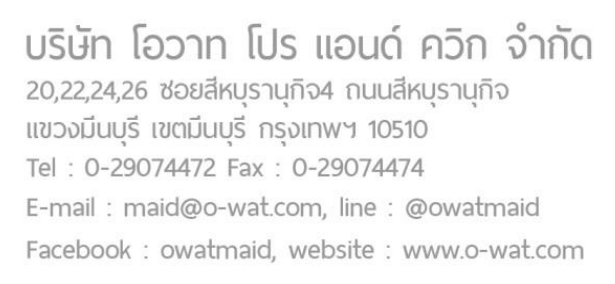 บริษัท โอวาท โปร แอนด์ ควิก จำกัด
20,22,24,26 ซอยสีหบุรานุกิจ4 ถนนสีหบุรานุกิจ
แขวงมีนบุรี เขตมีนบุรี กรุงเทพฯ 10510
Tel : 0-29074472 Fax : 0-29074474
E-mail : maid@o-wat.com, line : @owatmaid
Facebook : owatmaid, website : www.o-wat.com